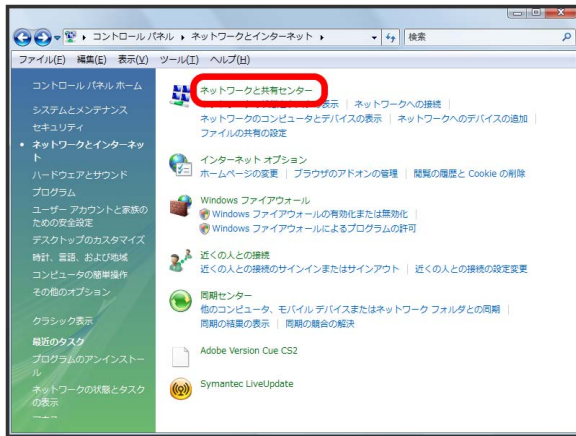 コントロール パネル ▸ ネットワークとインターネット ▸
検索
ファイル(F) 編集(E) 表示(V) ツール(T) ヘルプ(H)
コントロール パネル ホーム
システムとメンテナンス
セキュリティ
ネットワークとインターネッ
ト
ハードウェアとサウンド
プログラム
ユーザー アカウントと家族の
ための安全設定
デスクトップのカスタマイズ
時計、言語、および地域
コンピュータの簡単操作
その他のオプション
クラシック表示
最近のタスク
プログラムのアンインストー
ル
ネットワークの状態とタスク
の表示
ネットワークと共有センター
表示 ネットワークへの接続
ネットワークのコンピュータとデバイスの表示 ネットワークへのデバイスの追加
ファイルの共有の設定
インターネット オプション
ホームページの変更 ブラウザのアドオンの管理 閲覧の履歴と Cookie の削除
Windows ファイアウォール
Windows ファイアウォールの有効化または無効化
Windows ファイアウォールによるプログラムの許可
近くの人との接続
近くの人との接続のサインインまたはサインアウト 近くの人との接続の設定変更
同期センター
他のコンピュータ、モバイル デバイスまたはネットワーク フォルダとの同期
同期の結果の表示 同期の競合の解決
Adobe Version Cue CS2
Symantec LiveUpdate